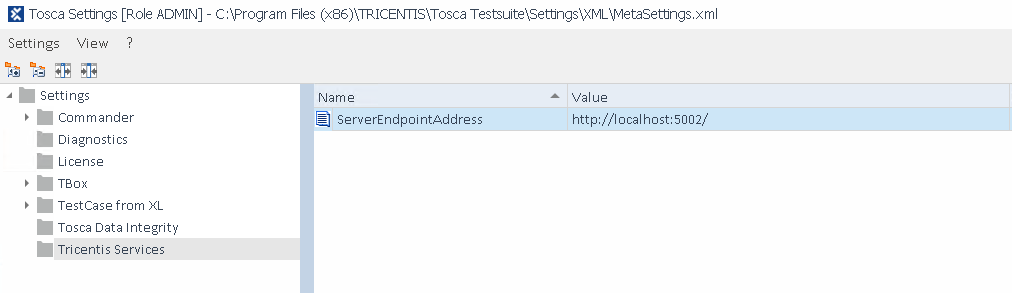 Tosca Settings [Role ADMIN] - C:\Program Files (x86)\TRICENTIS\Tosca Testsuite\Settings\XML\MetaSettings.xml
Settings View ?
Settings
Commander
Diagnostics
License
TBox
TestCase from XL
Tosca Data Integrity
Tricentis Services
Name Value
ServerEndpointAddress http://localhost:5002/